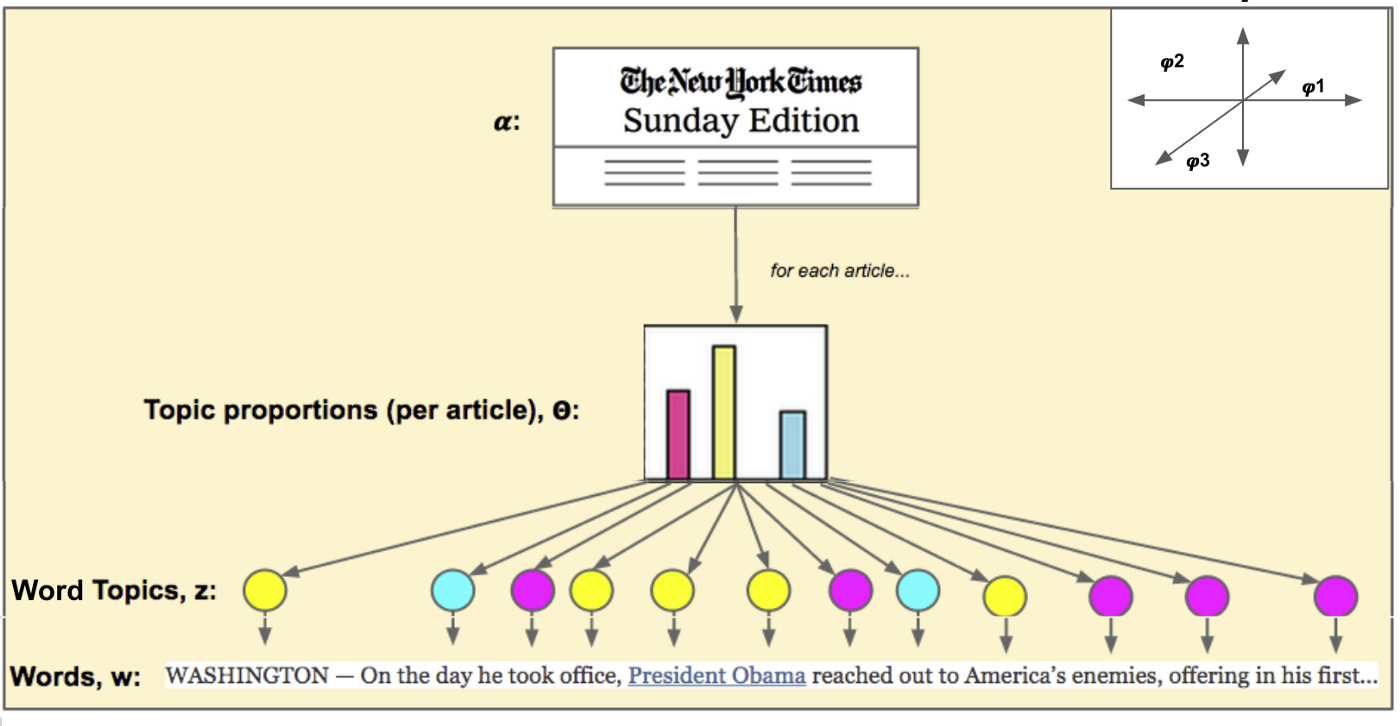 The New York Times
α: Sunday Edition
φ2
φ1
φ3
for each article...
Topic proportions (per article), Θ:
Word Topics, z:
Words, w: WASHINGTON — On the day he took office, President Obama reached out to America’s enemies, offering in his first...